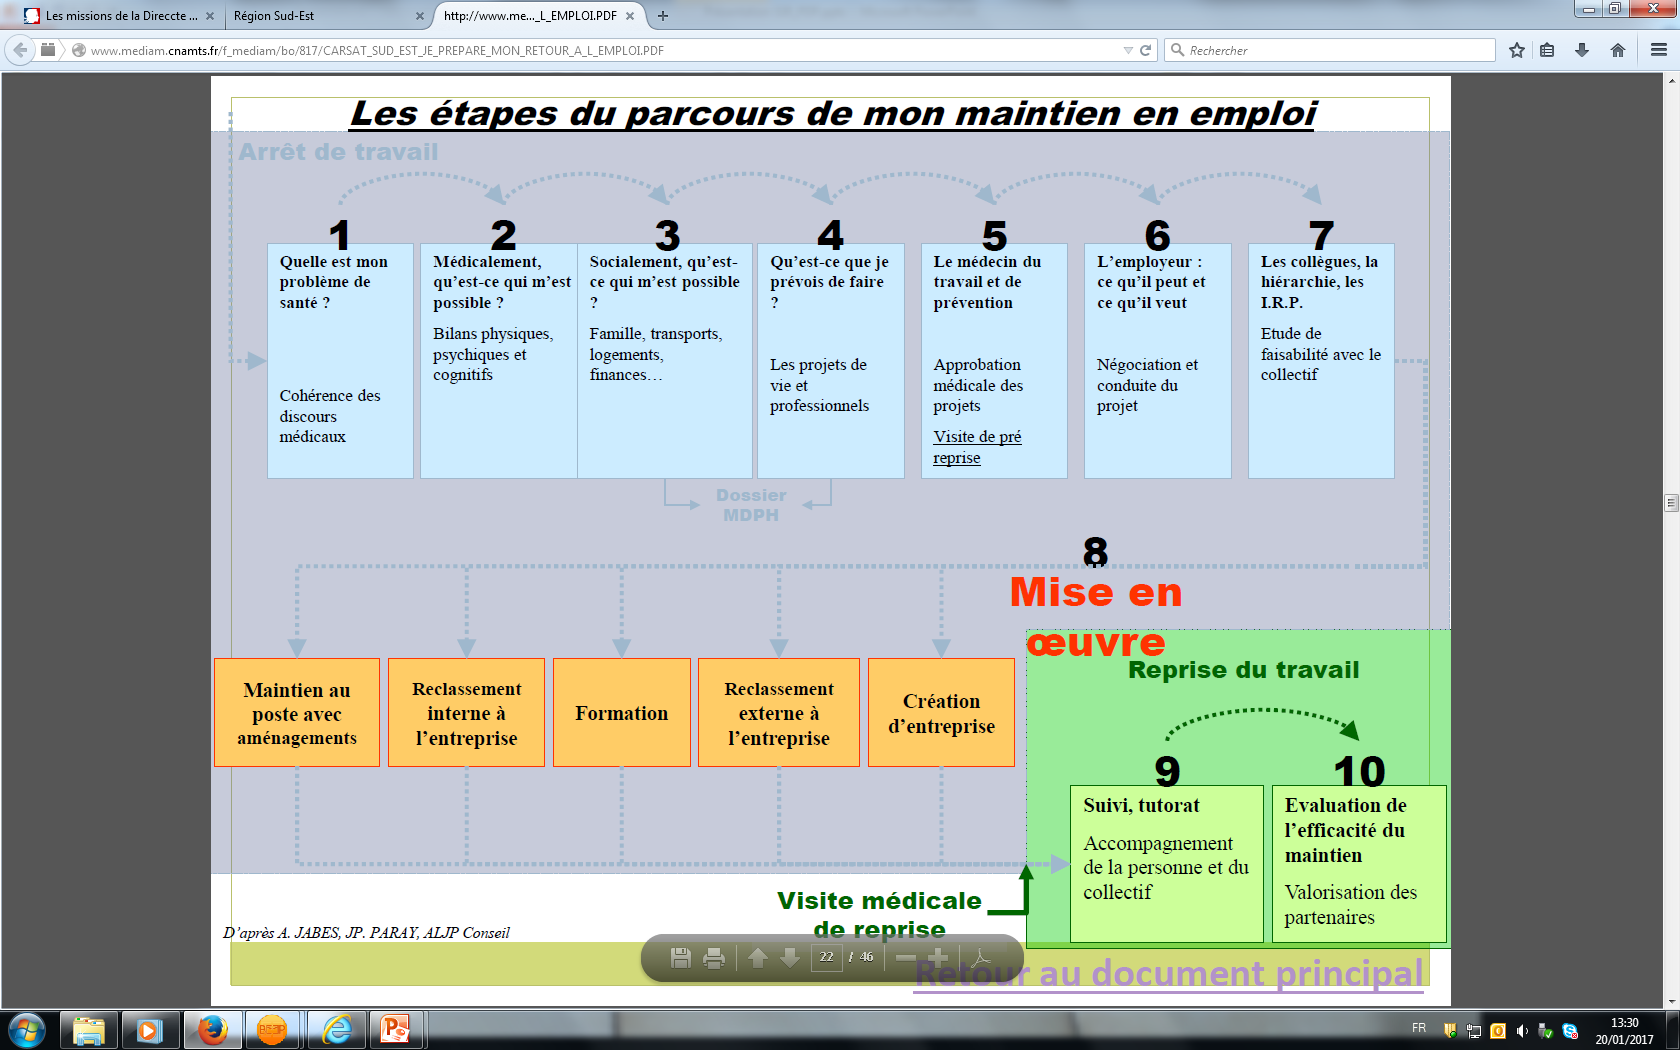 Les missions de la Direccte ...
Région Sud-Est
http://www.me..._L_EMPLOI.PDF
www.mediam.cnamts.fr/f_mediam/bo/817/CARSAT_SUD_EST_JE_PREPARE_MON_RETOUR_A_L_EMPLOI.PDF
Rechercher
Les étapes du parcours de mon maintien en emploi
Arrêt de travail
1
Quelle est mon
problème de
santé ?
Cohérence des
discours
médicaux
2
Médicalement,
qu’est-ce qui m’est
possible ?
Bilans physiques,
psychiques et
cognitifs
3
Socialement, qu’est-
ce qui m’est possible
?
Famille, transports,
logements,
finances…
4
Qu’est-ce que je
prévois de faire
?
Les projets de
vie et
professionnels
5
Le médecin du
travail et de
prévention
Approbation
médicale des
projets
Visite de pré
reprise
6
L’employeur :
ce qu’il peut et
ce qu’il veut
Négociation et
conduite du
projet
7
Les collègues, la
hiérarchie, les
I.R.P.
Etude de
faisabilité avec le
collectif
Dossier
MDPH
8
Mise en
œuvre
Maintien au
poste avec
aménagements
Reclassement
interne à
l’entreprise
Formation
Reclassement
externe à
l’entreprise
Création
d’entreprise
Reprise du travail
9
Suivi, tutorat
Accompagnement
de la personne et du
collectif
10
Evaluation de
l’efficacité du
maintien
Valorisation des
partenaires
Visite médicale
de reprise
D’après A. JABES, JP. PARAY, ALJP Conseil
22 / 46
Retour au document principal
FR
13:30
20/01/2017